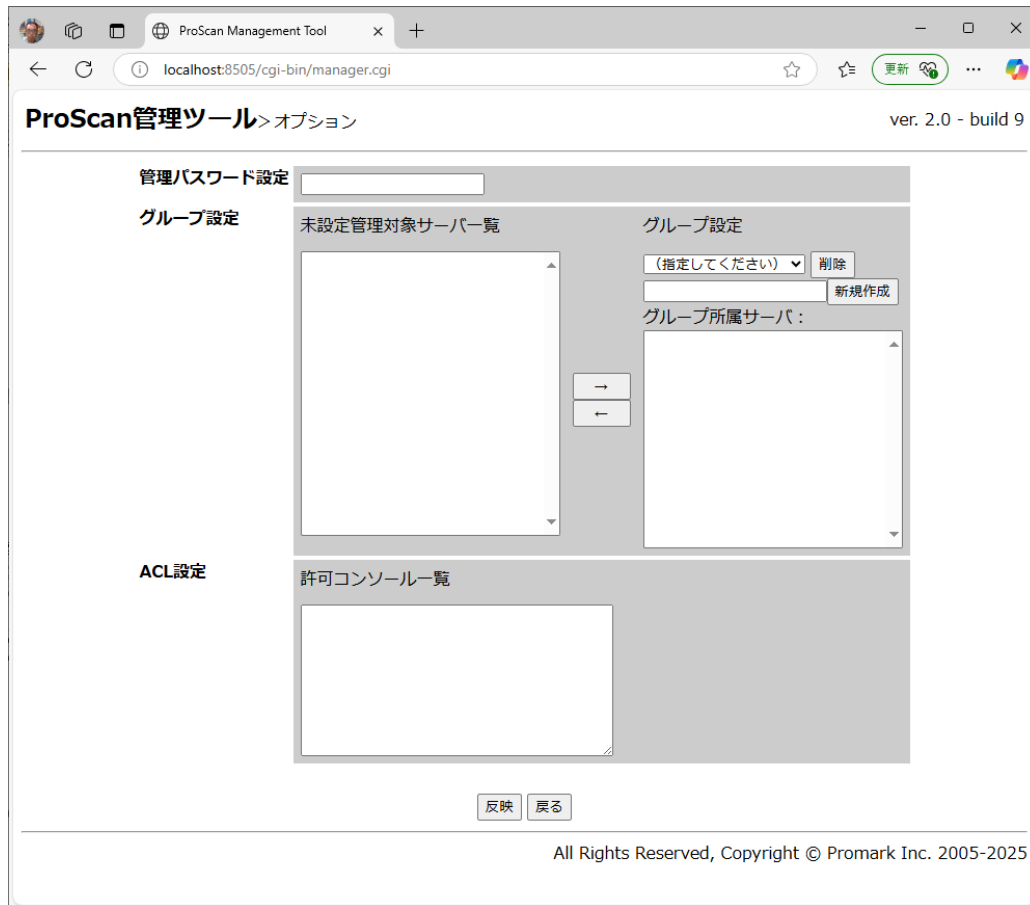 ProScan Management Tool
localhost:8505/cgi-bin/manager.cgi
更新
ProScan管理ツール>オプション
ver. 2.0 - build 9
管理パスワード設定
グループ設定
未設定管理対象サーバ一覧
グループ設定
(指定してください)
削除
新規作成
グループ所属サーバ:
→
←
ACL設定
許可コンソール一覧
反映
戻る
All Rights Reserved, Copyright © Promark Inc. 2005-2025